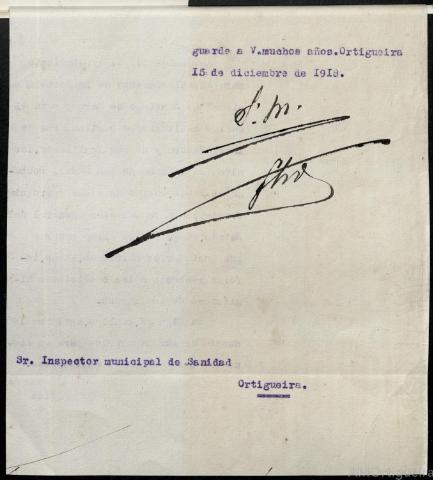 guarde a V.muchos años.Ortigueira
15 de diciembre de 1918.
Sr. Inspector municipal de Sanidad
Ortigueira.